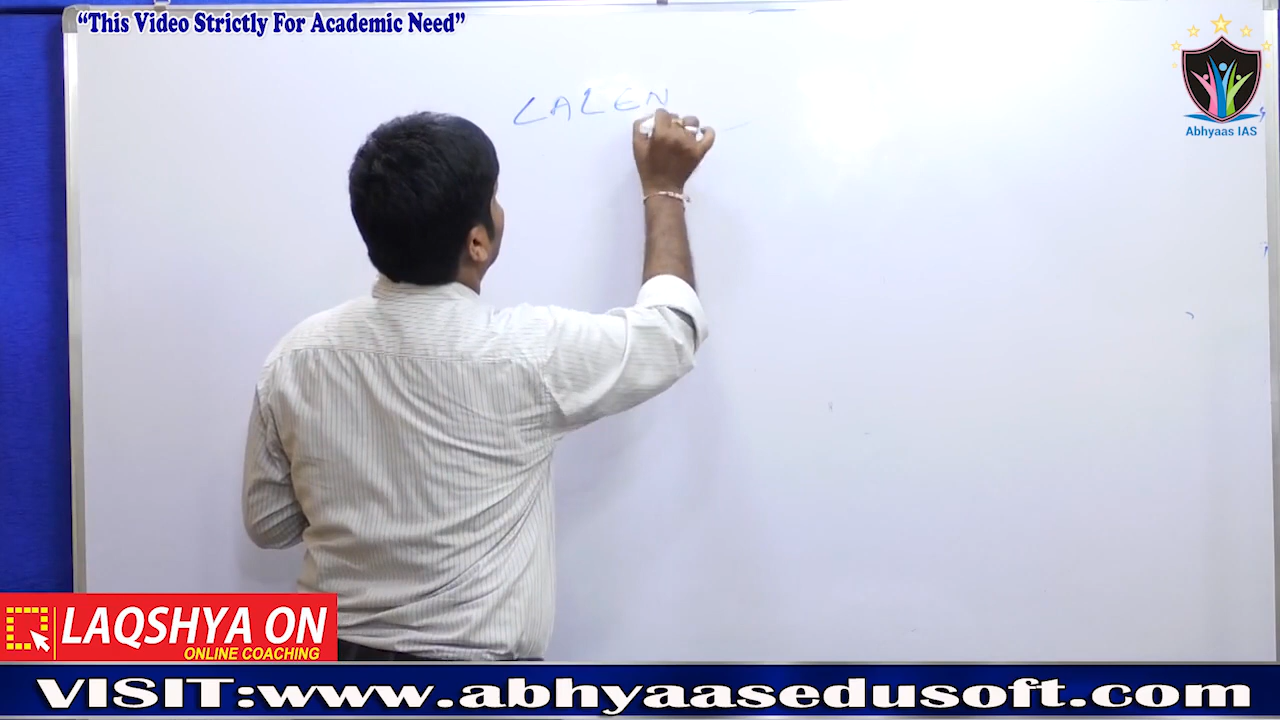 “This Video Strictly For Academic Need”
CALEN
Abhyaas IAS
LAQSHYA ON
ONLINE COACHING
VISIT:www.abhyaasedusoft.com